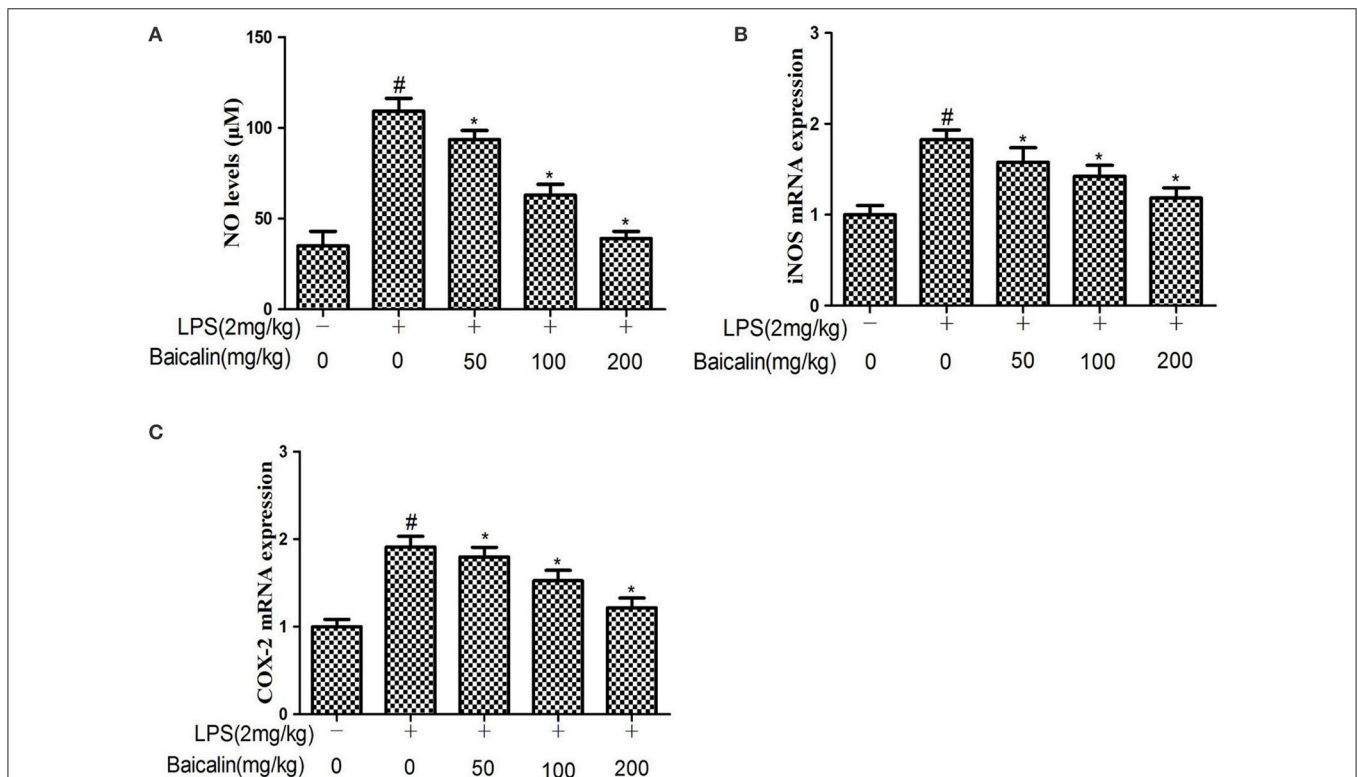 A
NO levels (μM)
150
100
50
0
#
*
*
*
LPS(2mg/kg) − + + + +
Baicalin(mg/kg) 0 0 50 100 200
B
iNOS mRNA expression
3
2
1
0
#
*
*
*
LPS(2mg/kg) − + + + +
Baicalin(mg/kg) 0 0 50 100 200
C
COX-2 mRNA expression
3
2
1
0
#
*
*
*
LPS(2mg/kg) − + + + +
Baicalin(mg/kg) 0 0 50 100 200